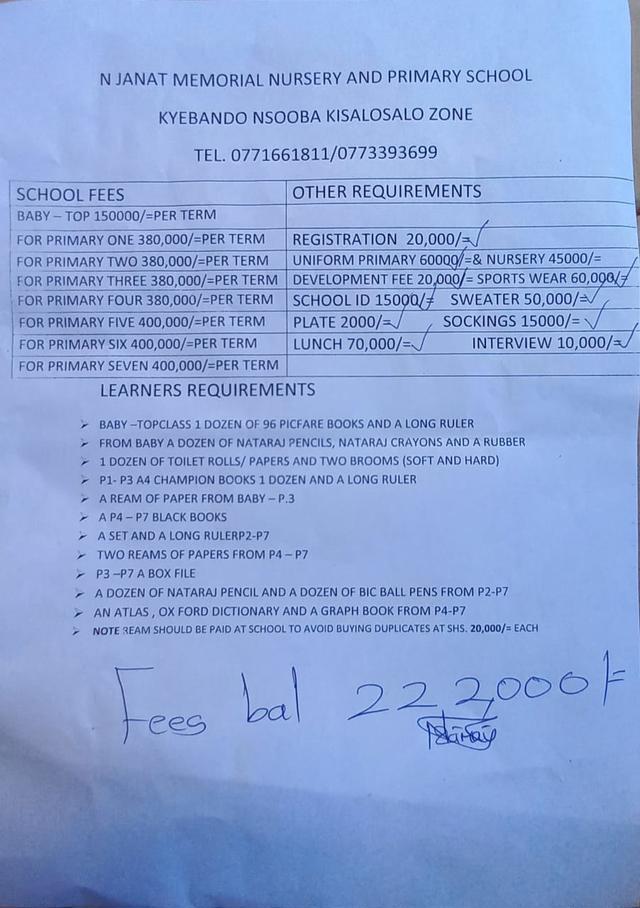 N JANAT MEMORIAL NURSERY AND PRIMARY SCHOOL
KYEBANDO NSOOBA KISALOSALO ZONE
TEL. 0771661811/0773393699
SCHOOL FEES OTHER REQUIREMENTS
BABY – TOP 150000/=PER TERM
FOR PRIMARY ONE 380,000/=PER TERM REGISTRATION 20,000/=✓
FOR PRIMARY TWO 380,000/=PER TERM UNIFORM PRIMARY 60000/=& NURSERY 45000/=
FOR PRIMARY THREE 380,000/=PER TERM DEVELOPMENT FEE 20,000/= SPORTS WEAR 60,000/=
FOR PRIMARY FOUR 380,000/=PER TERM SCHOOL ID 15000/= SWEATER 50,000/=✓
FOR PRIMARY FIVE 400,000/=PER TERM PLATE 2000/=✓ SOCKINGS 15000/= ✓
FOR PRIMARY SIX 400,000/=PER TERM LUNCH 70,000/=✓ INTERVIEW 10,000/=✓
FOR PRIMARY SEVEN 400,000/=PER TERM
LEARNERS REQUIREMENTS
➢ BABY –TOPCLASS 1 DOZEN OF 96 PICFARE BOOKS AND A LONG RULER
➢ FROM BABY A DOZEN OF NATARAJ PENCILS, NATARAJ CRAYONS AND A RUBBER
➢ 1 DOZEN OF TOILET ROLLS/ PAPERS AND TWO BROOMS (SOFT AND HARD)
➢ P1- P3 A4 CHAMPION BOOKS 1 DOZEN AND A LONG RULER
➢ A REAM OF PAPER FROM BABY – P.3
➢ A P4 – P7 BLACK BOOKS
➢ A SET AND A LONG RULERP2-P7
➢ TWO REAMS OF PAPERS FROM P4 – P7
➢ P3 –P7 A BOX FILE
➢ A DOZEN OF NATARAJ PENCIL AND A DOZEN OF BIC BALL PENS FROM P2-P7
➢ AN ATLAS , OX FORD DICTIONARY AND A GRAPH BOOK FROM P4-P7
➢ NOTE REAM SHOULD BE PAID AT SCHOOL TO AVOID BUYING DUPLICATES AT SHS. 20,000/= EACH
Fees bal 222,000/=